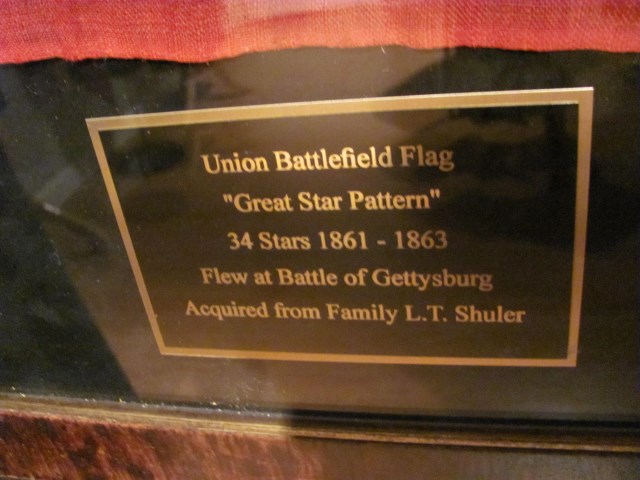 Union Battlefield Flag
"Great Star Pattern"
34 Stars 1861 - 1863
Flew at Battle of Gettysburg
Acquired from Family L.T. Shuler